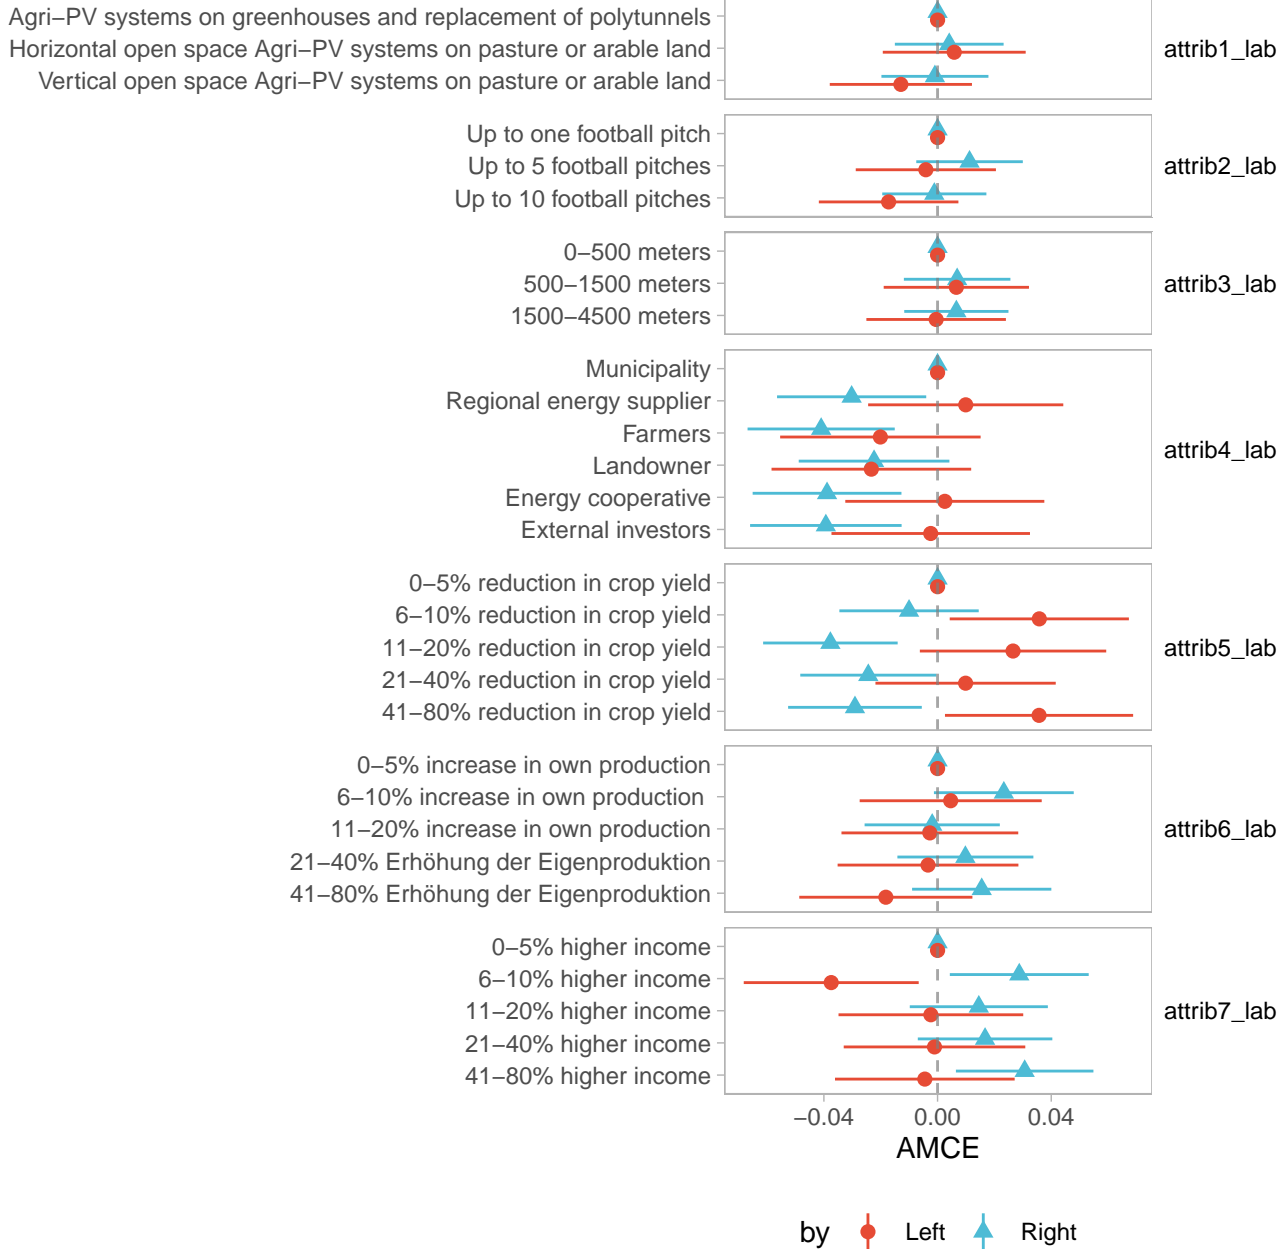 Agri−PV systems on greenhouses and replacement of polytunnels
Horizontal open space Agri−PV systems on pasture or arable land
Vertical open space Agri−PV systems on pasture or arable land
attrib1_lab
Up to one football pitch
Up to 5 football pitches
Up to 10 football pitches
attrib2_lab
0−500 meters
500−1500 meters
1500−4500 meters
attrib3_lab
Municipality
Regional energy supplier
Farmers
Landowner
Energy cooperative
External investors
attrib4_lab
0−5% reduction in crop yield
6−10% reduction in crop yield
11−20% reduction in crop yield
21−40% reduction in crop yield
41−80% reduction in crop yield
attrib5_lab
0−5% increase in own production
6−10% increase in own production
11−20% increase in own production
21−40% Erhöhung der Eigenproduktion
41−80% Erhöhung der Eigenproduktion
attrib6_lab
0−5% higher income
6−10% higher income
11−20% higher income
21−40% higher income
41−80% higher income
attrib7_lab
−0.04 0.00 0.04
AMCE
by Left Right